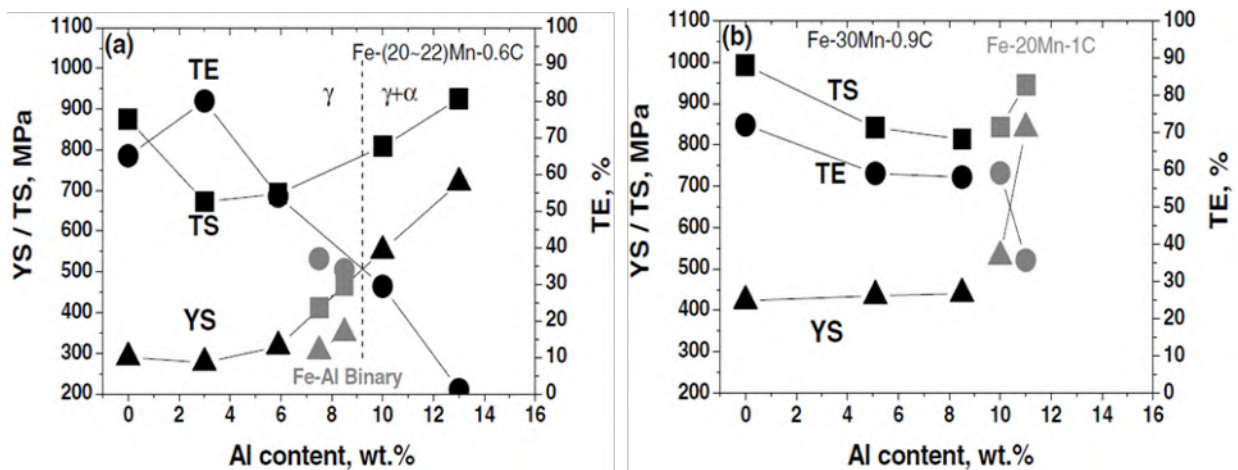 (a)
Fe-(20~22)Mn-0.6C
TE
γ
γ+α
TS
YS
Fe-Al Binary
YS / TS, MPa
1100
1000
900
800
700
600
500
400
300
200
TE, %
100
90
80
70
60
50
40
30
20
10
0
0 2 4 6 8 10 12 14 16
Al content, wt.%
(b)
Fe-30Mn-0.9C
Fe-20Mn-1C
TS
TE
YS
YS / TS, MPa
1100
1000
900
800
700
600
500
400
300
200
TE, %
100
90
80
70
60
50
40
30
20
10
0
0 2 4 6 8 10 12 14 16
Al content, wt.%